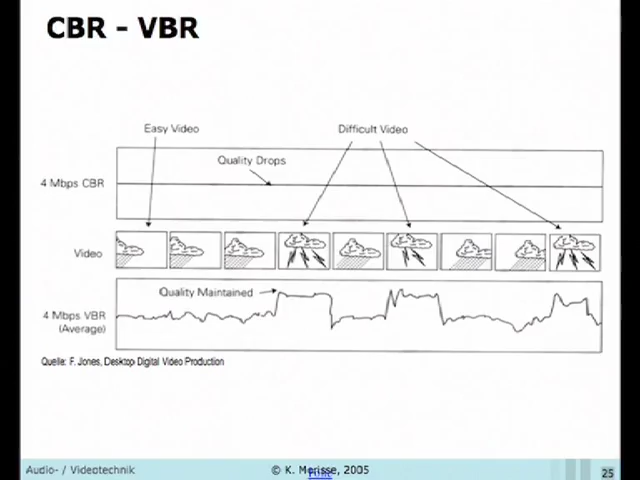 CBR - VBR
Easy Video
Difficult Video
Quality Drops
4 Mbps CBR
Video
Quality Maintained
4 Mbps VBR
(Average)
Quelle: F. Jones, Desktop Digital Video Production
Audio- / Videotechnik
© K. Morisse, 2005
25